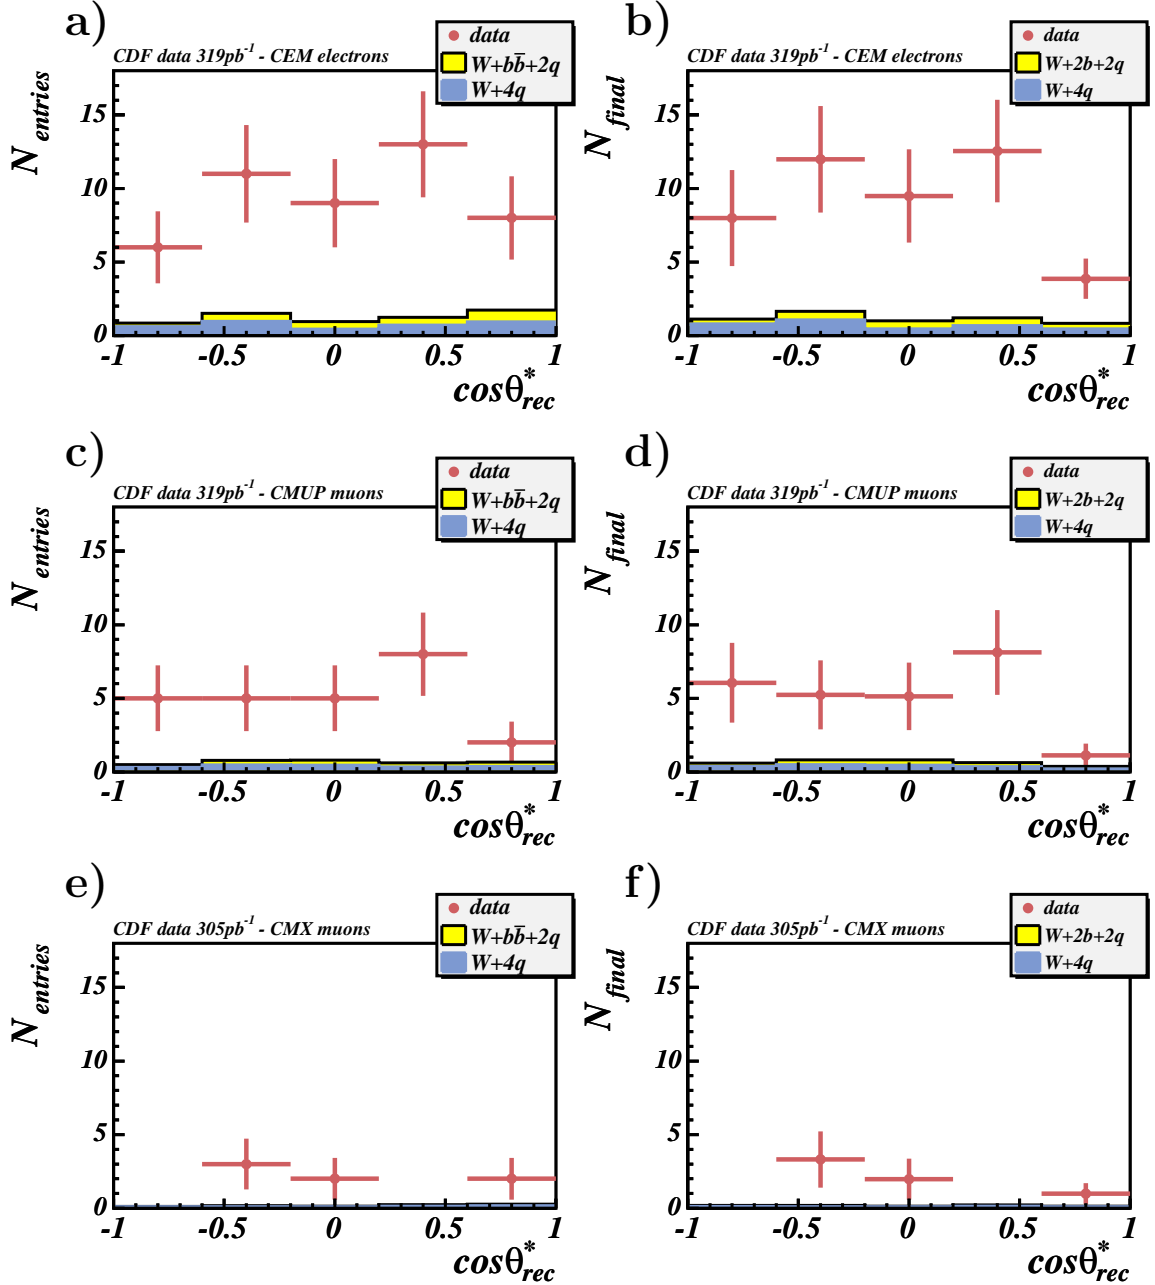 a)
CDF data 319pb⁻¹ - CEM electrons
data
W+bb̅+2q
W+4q
N entries
15
10
5
0
-1 -0.5 0 0.5 1
cosθ*rec
b)
CDF data 319pb⁻¹ - CEM electrons
data
W+2b+2q
W+4q
N final
15
10
5
0
-1 -0.5 0 0.5 1
cosθ*rec
c)
CDF data 319pb⁻¹ - CMUP muons
data
W+bb̅+2q
W+4q
N entries
15
10
5
0
-1 -0.5 0 0.5 1
cosθ*rec
d)
CDF data 319pb⁻¹ - CMUP muons
data
W+2b+2q
W+4q
N final
15
10
5
0
-1 -0.5 0 0.5 1
cosθ*rec
e)
CDF data 305pb⁻¹ - CMX muons
data
W+bb̅+2q
W+4q
N entries
15
10
5
0
-1 -0.5 0 0.5 1
cosθ*rec
f)
CDF data 305pb⁻¹ - CMX muons
data
W+2b+2q
W+4q
N final
15
10
5
0
-1 -0.5 0 0.5 1
cosθ*rec